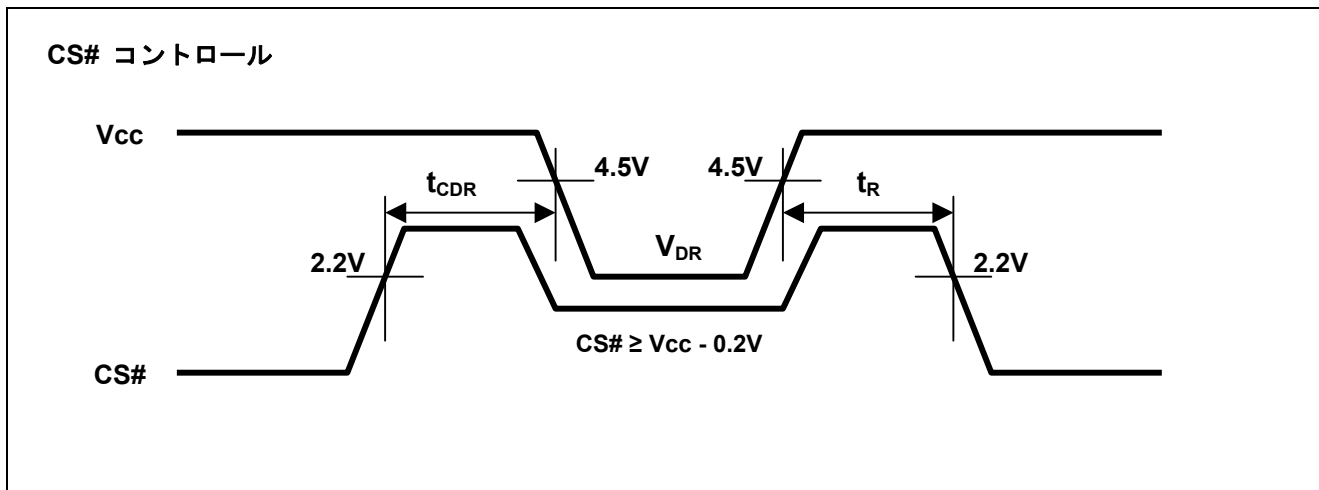 CS# コントロール
Vcc
4.5V
4.5V
tCDR
tR
2.2V
VDR
2.2V
CS# ≥ Vcc - 0.2V
CS#